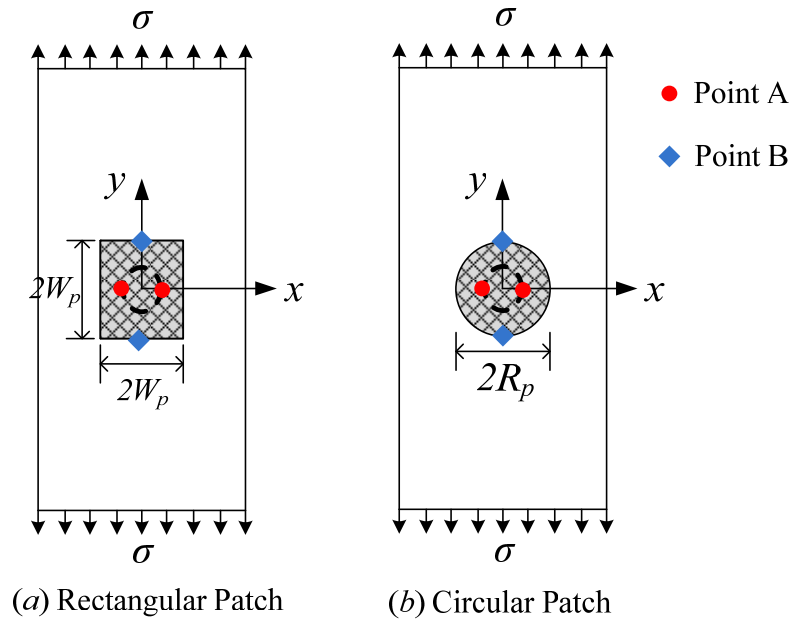 σ
σ
Point A
Point B
y
y
2Wₚ
x
x
2Wₚ
2Rₚ
σ
σ
(a) Rectangular Patch
(b) Circular Patch